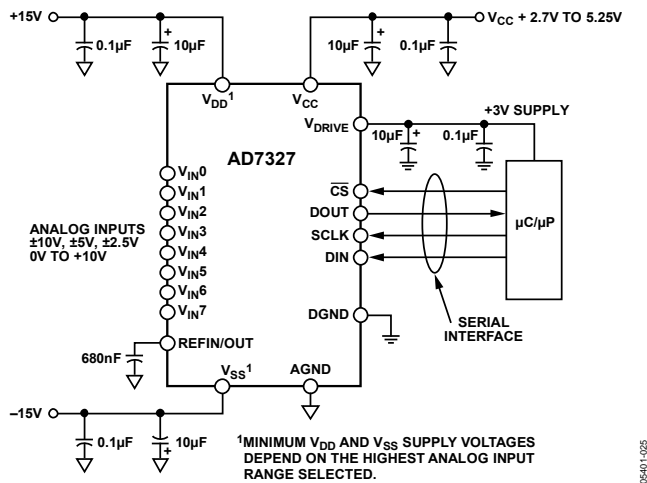 +15V
0.1µF
10µF
+
10µF
+
0.1µF
VCC + 2.7V TO 5.25V
VDD1
VCC
VDRIVE
+3V SUPPLY
10µF
+
0.1µF
AD7327
VIN0
VIN1
VIN2
VIN3
VIN4
VIN5
VIN6
VIN7
ANALOG INPUTS
±10V, ±5V, ±2.5V
0V TO +10V
CS
DOUT
SCLK
DIN
µC/µP
DGND
SERIAL
INTERFACE
REFIN/OUT
680nF
VSS1
AGND
–15V
0.1µF
10µF
+
1MINIMUM VDD AND VSS SUPPLY VOLTAGES
DEPEND ON THE HIGHEST ANALOG INPUT
RANGE SELECTED.
05401-025